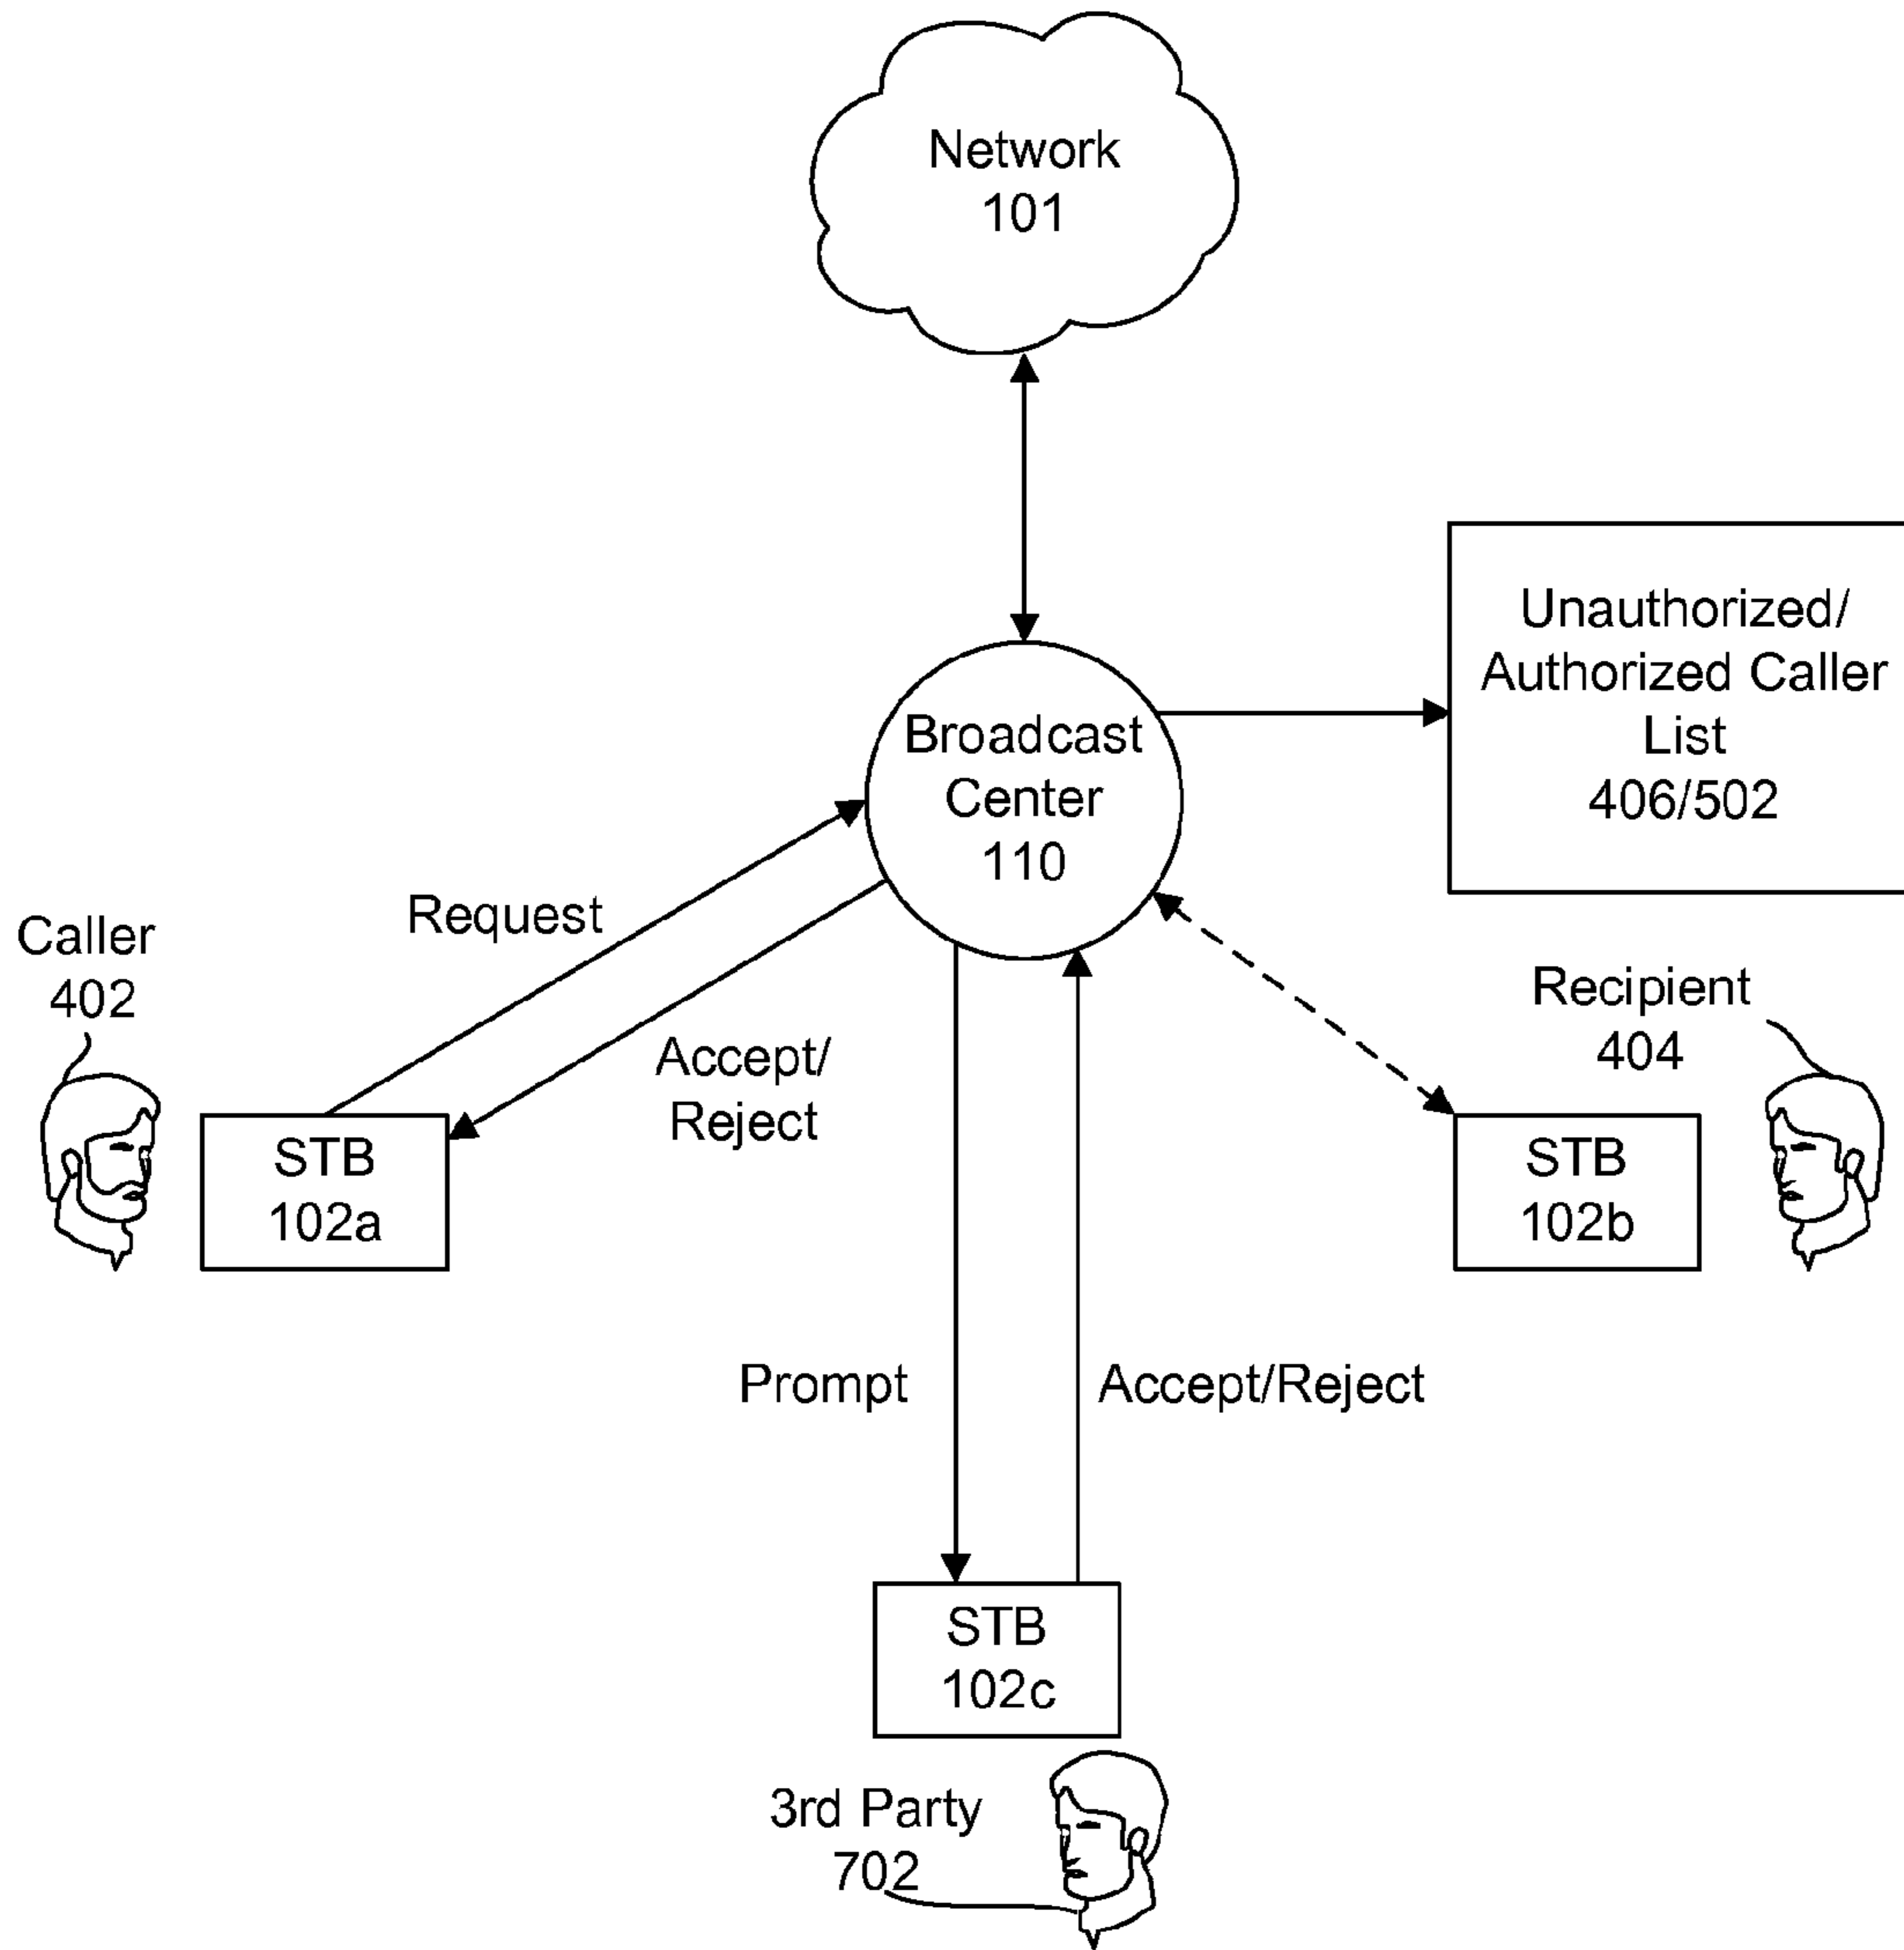 Network
101
Unauthorized/
Authorized Caller
List
406/502
Broadcast
Center
110
Request
Caller
402
Accept/
Reject
Recipient
404
STB
102a
STB
102b
Prompt
Accept/Reject
STB
102c
3rd Party
702